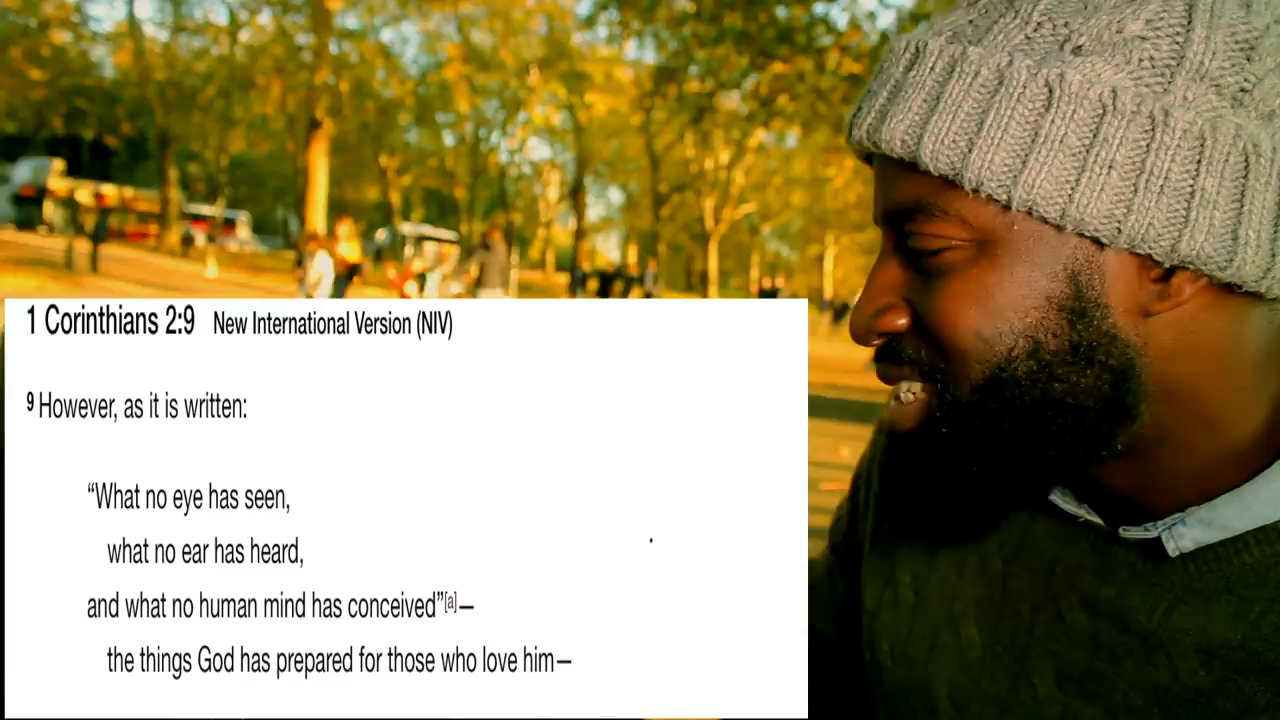 1 Corinthians 2:9 New International Version (NIV)
9 However, as it is written:
“What no eye has seen,
what no ear has heard,
and what no human mind has conceived”[a]—
the things God has prepared for those who love him—